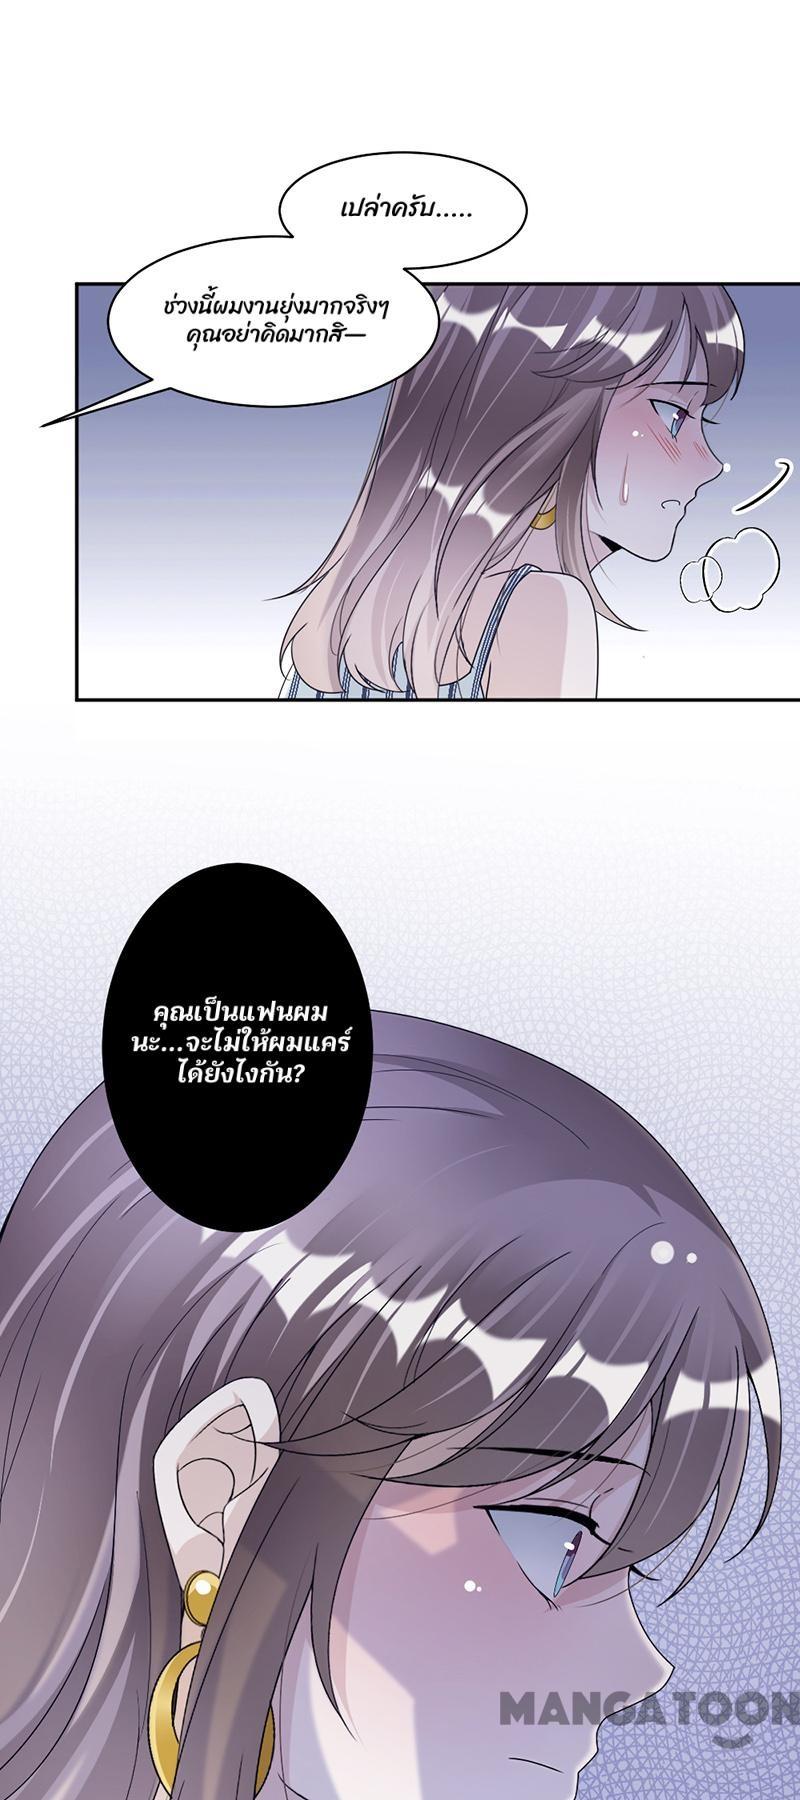 เปล่าครับ.....
ช่วงนี้ผมงานยุ่งมากจริงๆ
คุณอย่าคิดมากสิ—
คุณเป็นแฟนผม
นะ...จะไม่ให้ผมแคร์
ได้ยังไงกัน?
MANGATOON